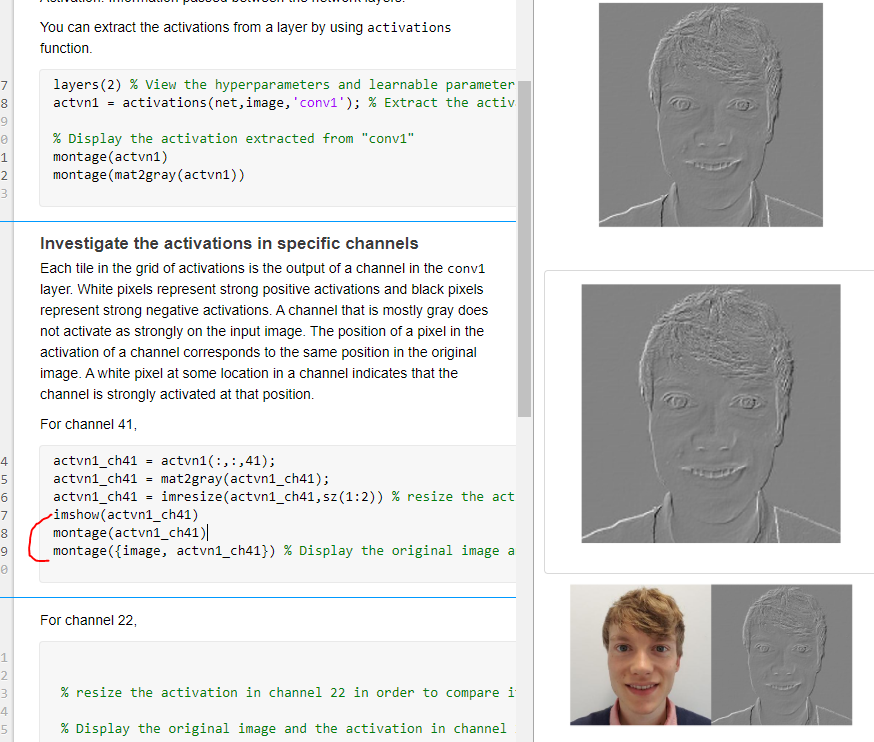 Activation: Information passed between the network layers.
You can extract the activations from a layer by using activations
function.
7 layers(2) % View the hyperparameters and learnable parameter
8 actvn1 = activations(net,image,'conv1'); % Extract the activ
9
0 % Display the activation extracted from "conv1"
1 montage(actvn1)
2 montage(mat2gray(actvn1))
3
Investigate the activations in specific channels
Each tile in the grid of activations is the output of a channel in the conv1
layer. White pixels represent strong positive activations and black pixels
represent strong negative activations. A channel that is mostly gray does
not activate as strongly on the input image. The position of a pixel in the
activation of a channel corresponds to the same position in the original
image. A white pixel at some location in a channel indicates that the
channel is strongly activated at that position.
For channel 41,
4 actvn1_ch41 = actvn1(:,:,41);
5 actvn1_ch41 = mat2gray(actvn1_ch41);
6 actvn1_ch41 = imresize(actvn1_ch41,sz(1:2)) % resize the act
7 imshow(actvn1_ch41)
8 montage(actvn1_ch41)
9 montage({image, actvn1_ch41}) % Display the original image a
0
For channel 22,
1
2
3 % resize the activation in channel 22 in order to compare i
4
5 % Display the original image and the activation in channel